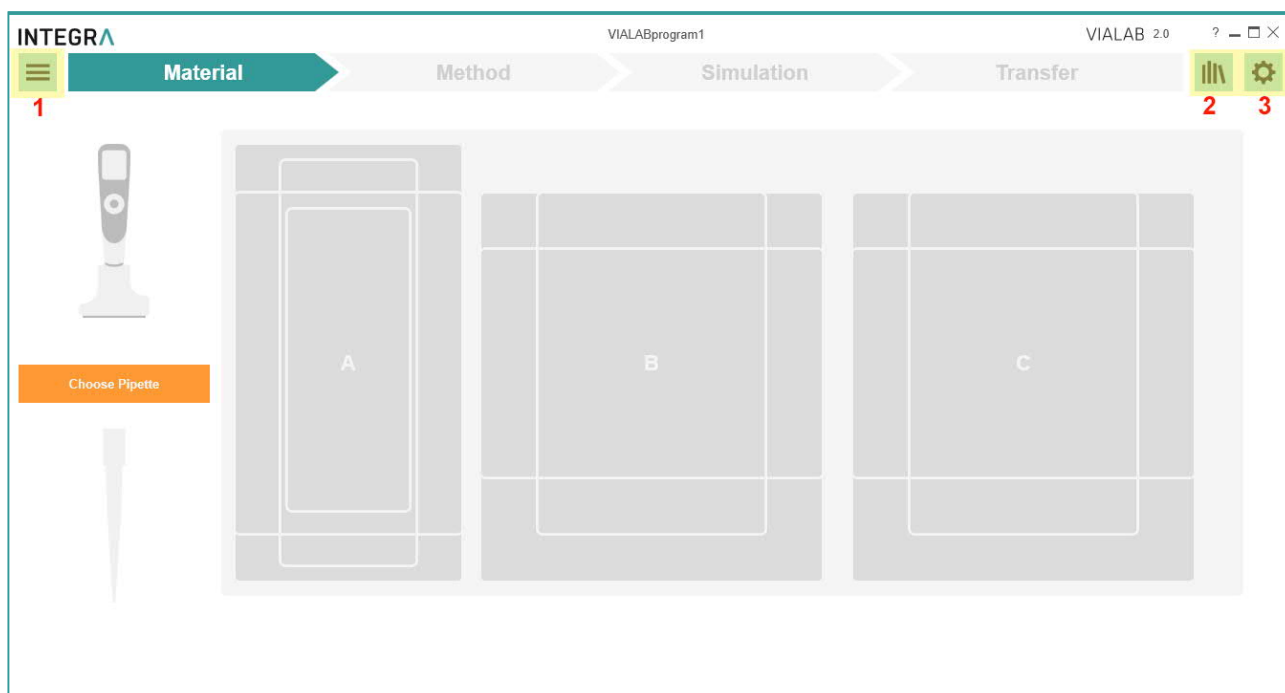 INTEGRA
VIALABprogram1
VIALAB 2.0
?
Material
Method
Simulation
Transfer
1
2
3
A
B
C
Choose Pipette